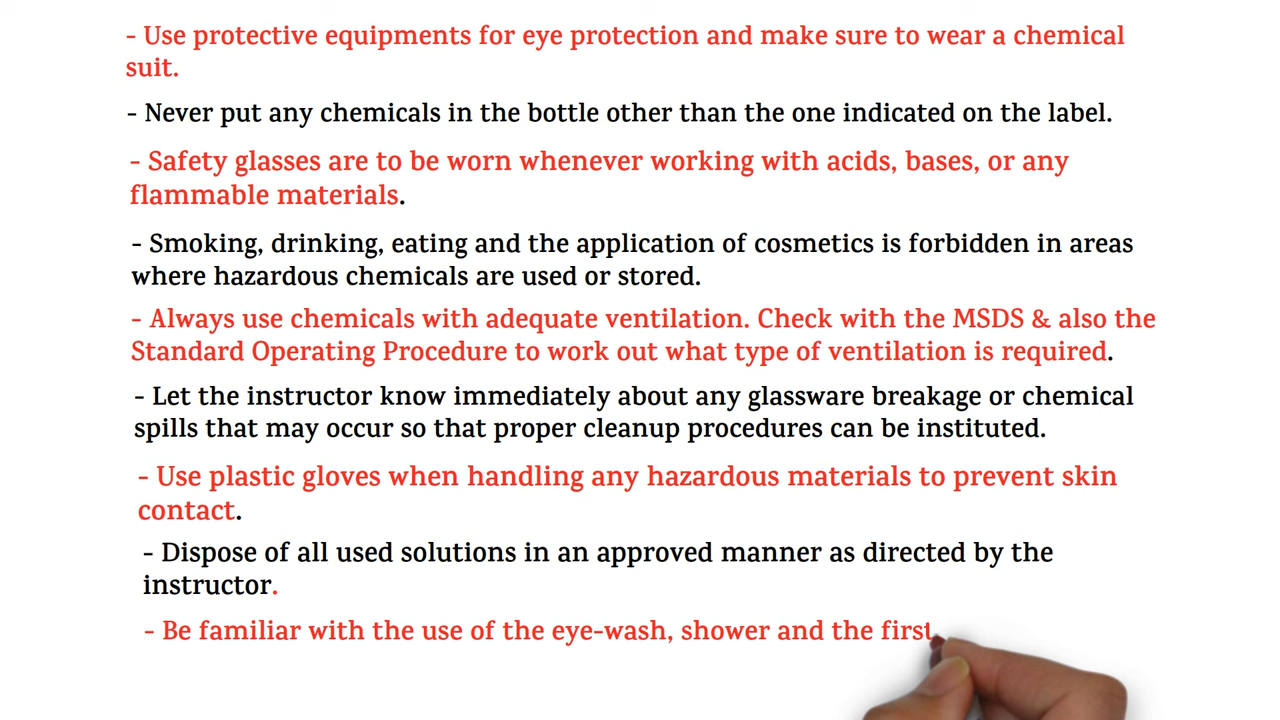 - Use protective equipments for eye protection and make sure to wear a chemical
suit.
- Never put any chemicals in the bottle other than the one indicated on the label.
- Safety glasses are to be worn whenever working with acids, bases, or any
flammable materials.
- Smoking, drinking, eating and the application of cosmetics is forbidden in areas
where hazardous chemicals are used or stored.
- Always use chemicals with adequate ventilation. Check with the MSDS & also the
Standard Operating Procedure to work out what type of ventilation is required.
- Let the instructor know immediately about any glassware breakage or chemical
spills that may occur so that proper cleanup procedures can be instituted.
- Use plastic gloves when handling any hazardous materials to prevent skin
contact.
- Dispose of all used solutions in an approved manner as directed by the
instructor.
- Be familiar with the use of the eye-wash, shower and the first